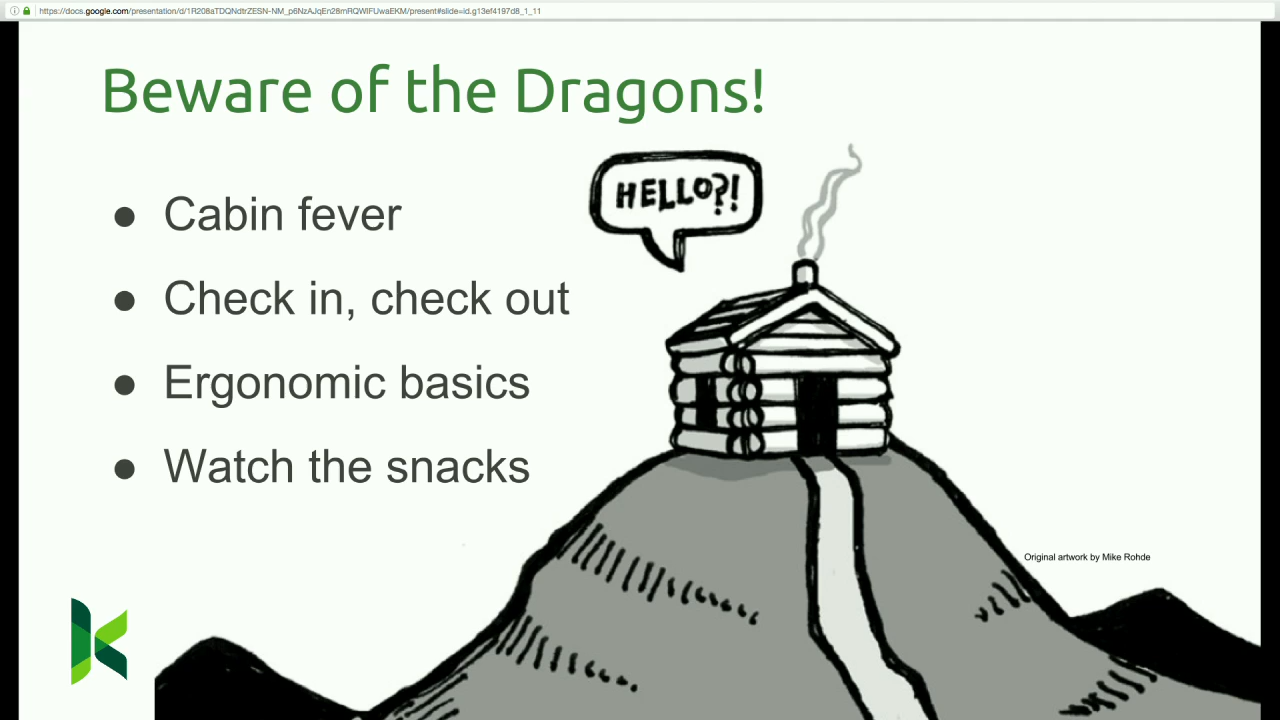 https://docs.google.com/presentation/d/1R208aTDQNdtrZESN-NM_p6NzAJqEn28mRQWIFUwaEKM/present#slide=id.g13ef4197d8_1_11
Beware of the Dragons!
HELLO?!
● Cabin fever
● Check in, check out
● Ergonomic basics
● Watch the snacks
Original artwork by Mike Rohde